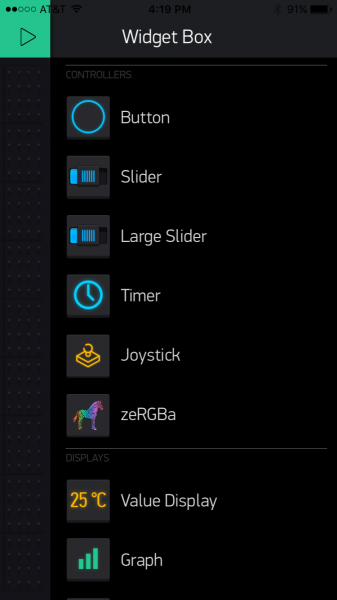 AT&T 4:19 PM 91%
Widget Box
CONTROLLERS
Button
Slider
Large Slider
Timer
Joystick
zeRGBa
DISPLAYS
25 °C Value Display
Graph